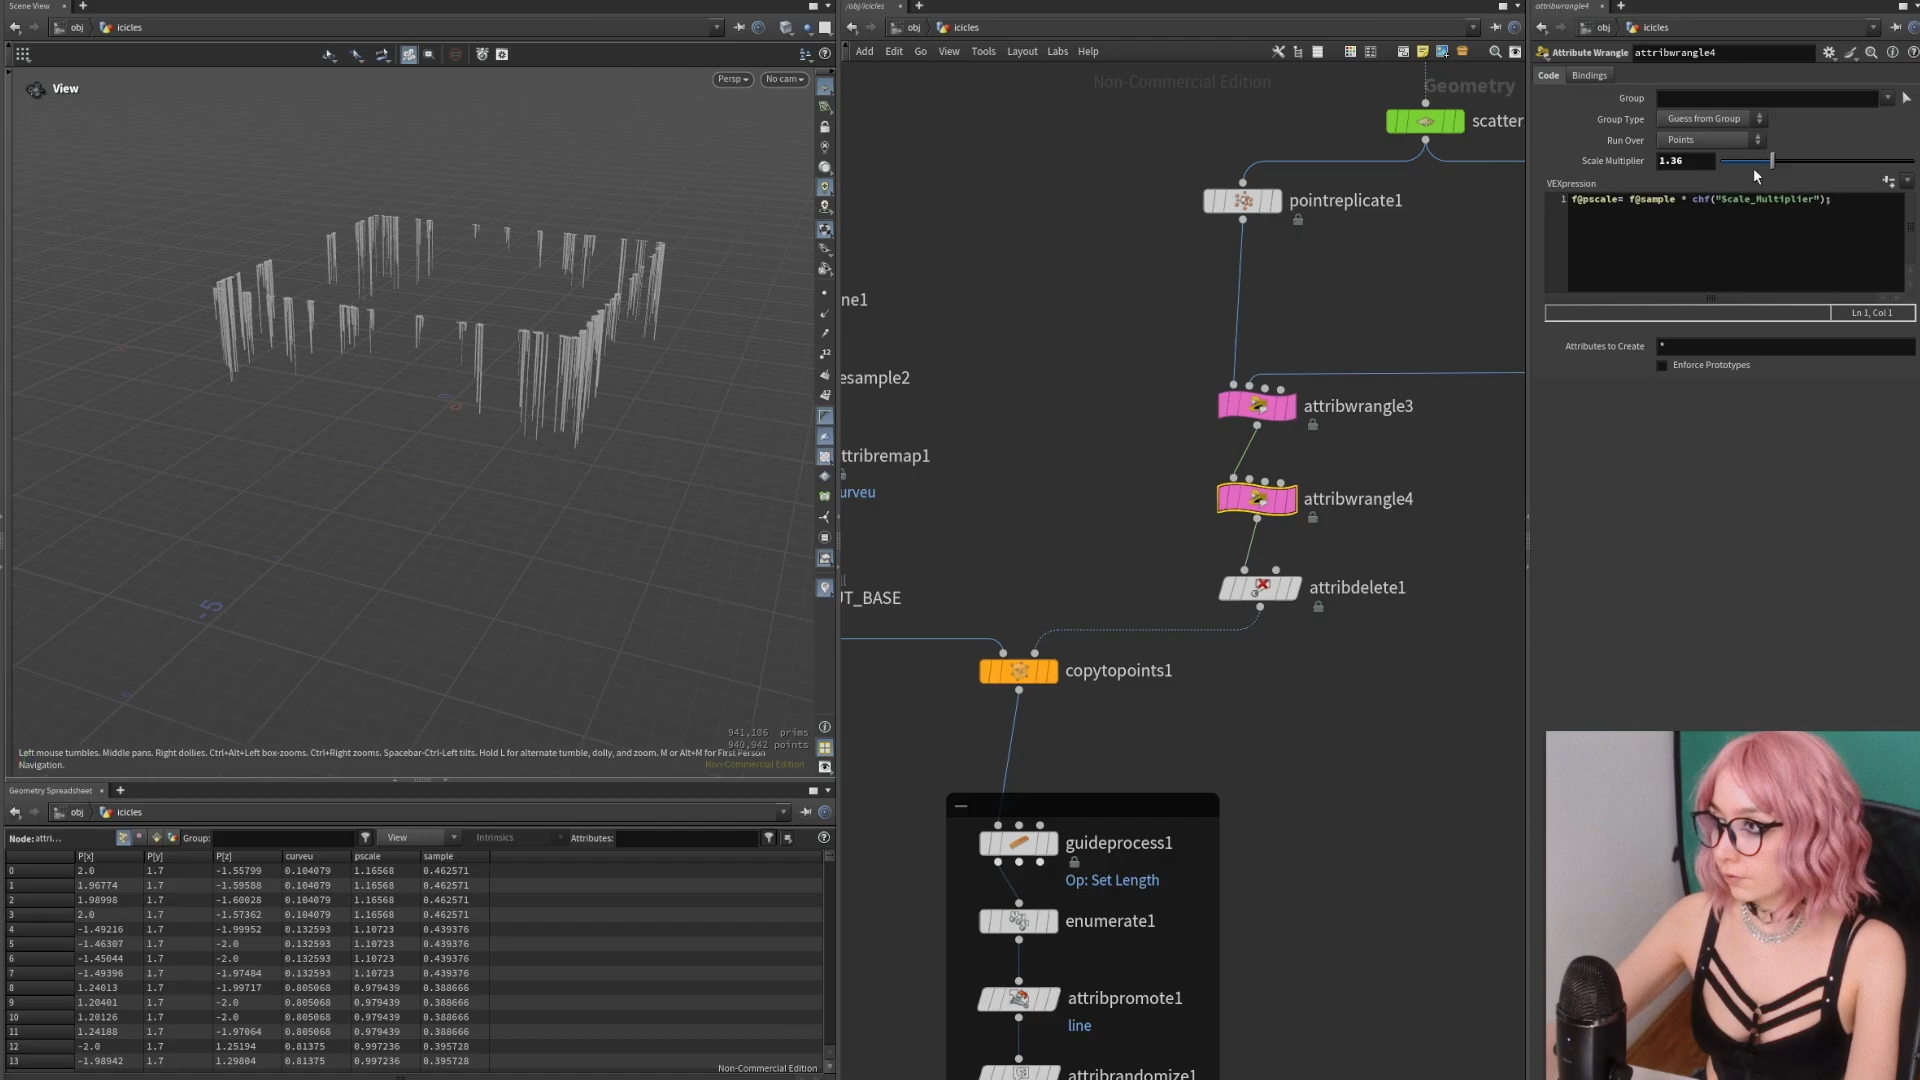 Scene View
/obj/icicles
attribwrangle4
obj
icicles
obj
icicles
obj
icicles
Add Edit Go View Tools Layout Labs Help
Attribute Wrangle attribwrangle4
Code Bindings
View
Persp
No cam
Non-Commercial Edition
Geometry
Group
Group Type Guess from Group
Run Over Points
Scale Multiplier 1.36
VEXpression
1 f@pscale= f@sample * chf("Scale_Multiplier");
Ln 1, Col 1
Attributes to Create *
Enforce Prototypes
scatter
pointreplicate1
ne1
esample2
attribwrangle3
ttribremap1
urveu
attribwrangle4
UT_BASE
attribdelete1
copytopoints1
guideprocess1
Op: Set Length
enumerate1
attribpromote1
line
attribrandomize1
-5
941,106 prims
940,942 points
Left mouse tumbles. Middle pans. Right dollies. Ctrl+Alt+Left box-zooms. Ctrl+Right zooms. Spacebar-Ctrl-Left tilts. Hold L for alternate tumble, dolly, and zoom. M or Alt+M for First Person
Navigation.
Non-Commercial Edition
Geometry Spreadsheet
obj
icicles
Node: attri... Group: View Intrinsics Attributes:
P[x] P[y] P[z] curveu pscale sample
0 2.0 1.7 -1.55799 0.104079 1.16568 0.462571
1 1.96774 1.7 -1.59588 0.104079 1.16568 0.462571
2 1.98998 1.7 -1.60028 0.104079 1.16568 0.462571
3 2.0 1.7 -1.57362 0.104079 1.16568 0.462571
4 -1.49216 1.7 -1.99952 0.132593 1.10723 0.439376
5 -1.46307 1.7 -2.0 0.132593 1.10723 0.439376
6 -1.45044 1.7 -2.0 0.132593 1.10723 0.439376
7 -1.49396 1.7 -1.97484 0.132593 1.10723 0.439376
8 1.24013 1.7 -1.99717 0.805068 0.979439 0.388666
9 1.20401 1.7 -2.0 0.805068 0.979439 0.388666
10 1.20126 1.7 -2.0 0.805068 0.979439 0.388666
11 1.24188 1.7 -1.97064 0.805068 0.979439 0.388666
12 -2.0 1.7 1.25194 0.81375 0.997236 0.395728
13 -1.98942 1.7 1.29804 0.81375 0.997236 0.395728
Non-Commercial Edition